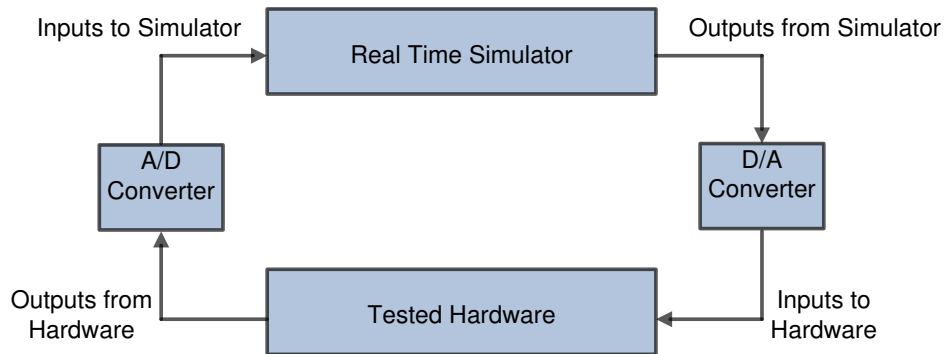 Inputs to Simulator
Real Time Simulator
Outputs from Simulator
A/D
Converter
D/A
Converter
Outputs from
Hardware
Tested Hardware
Inputs to
Hardware